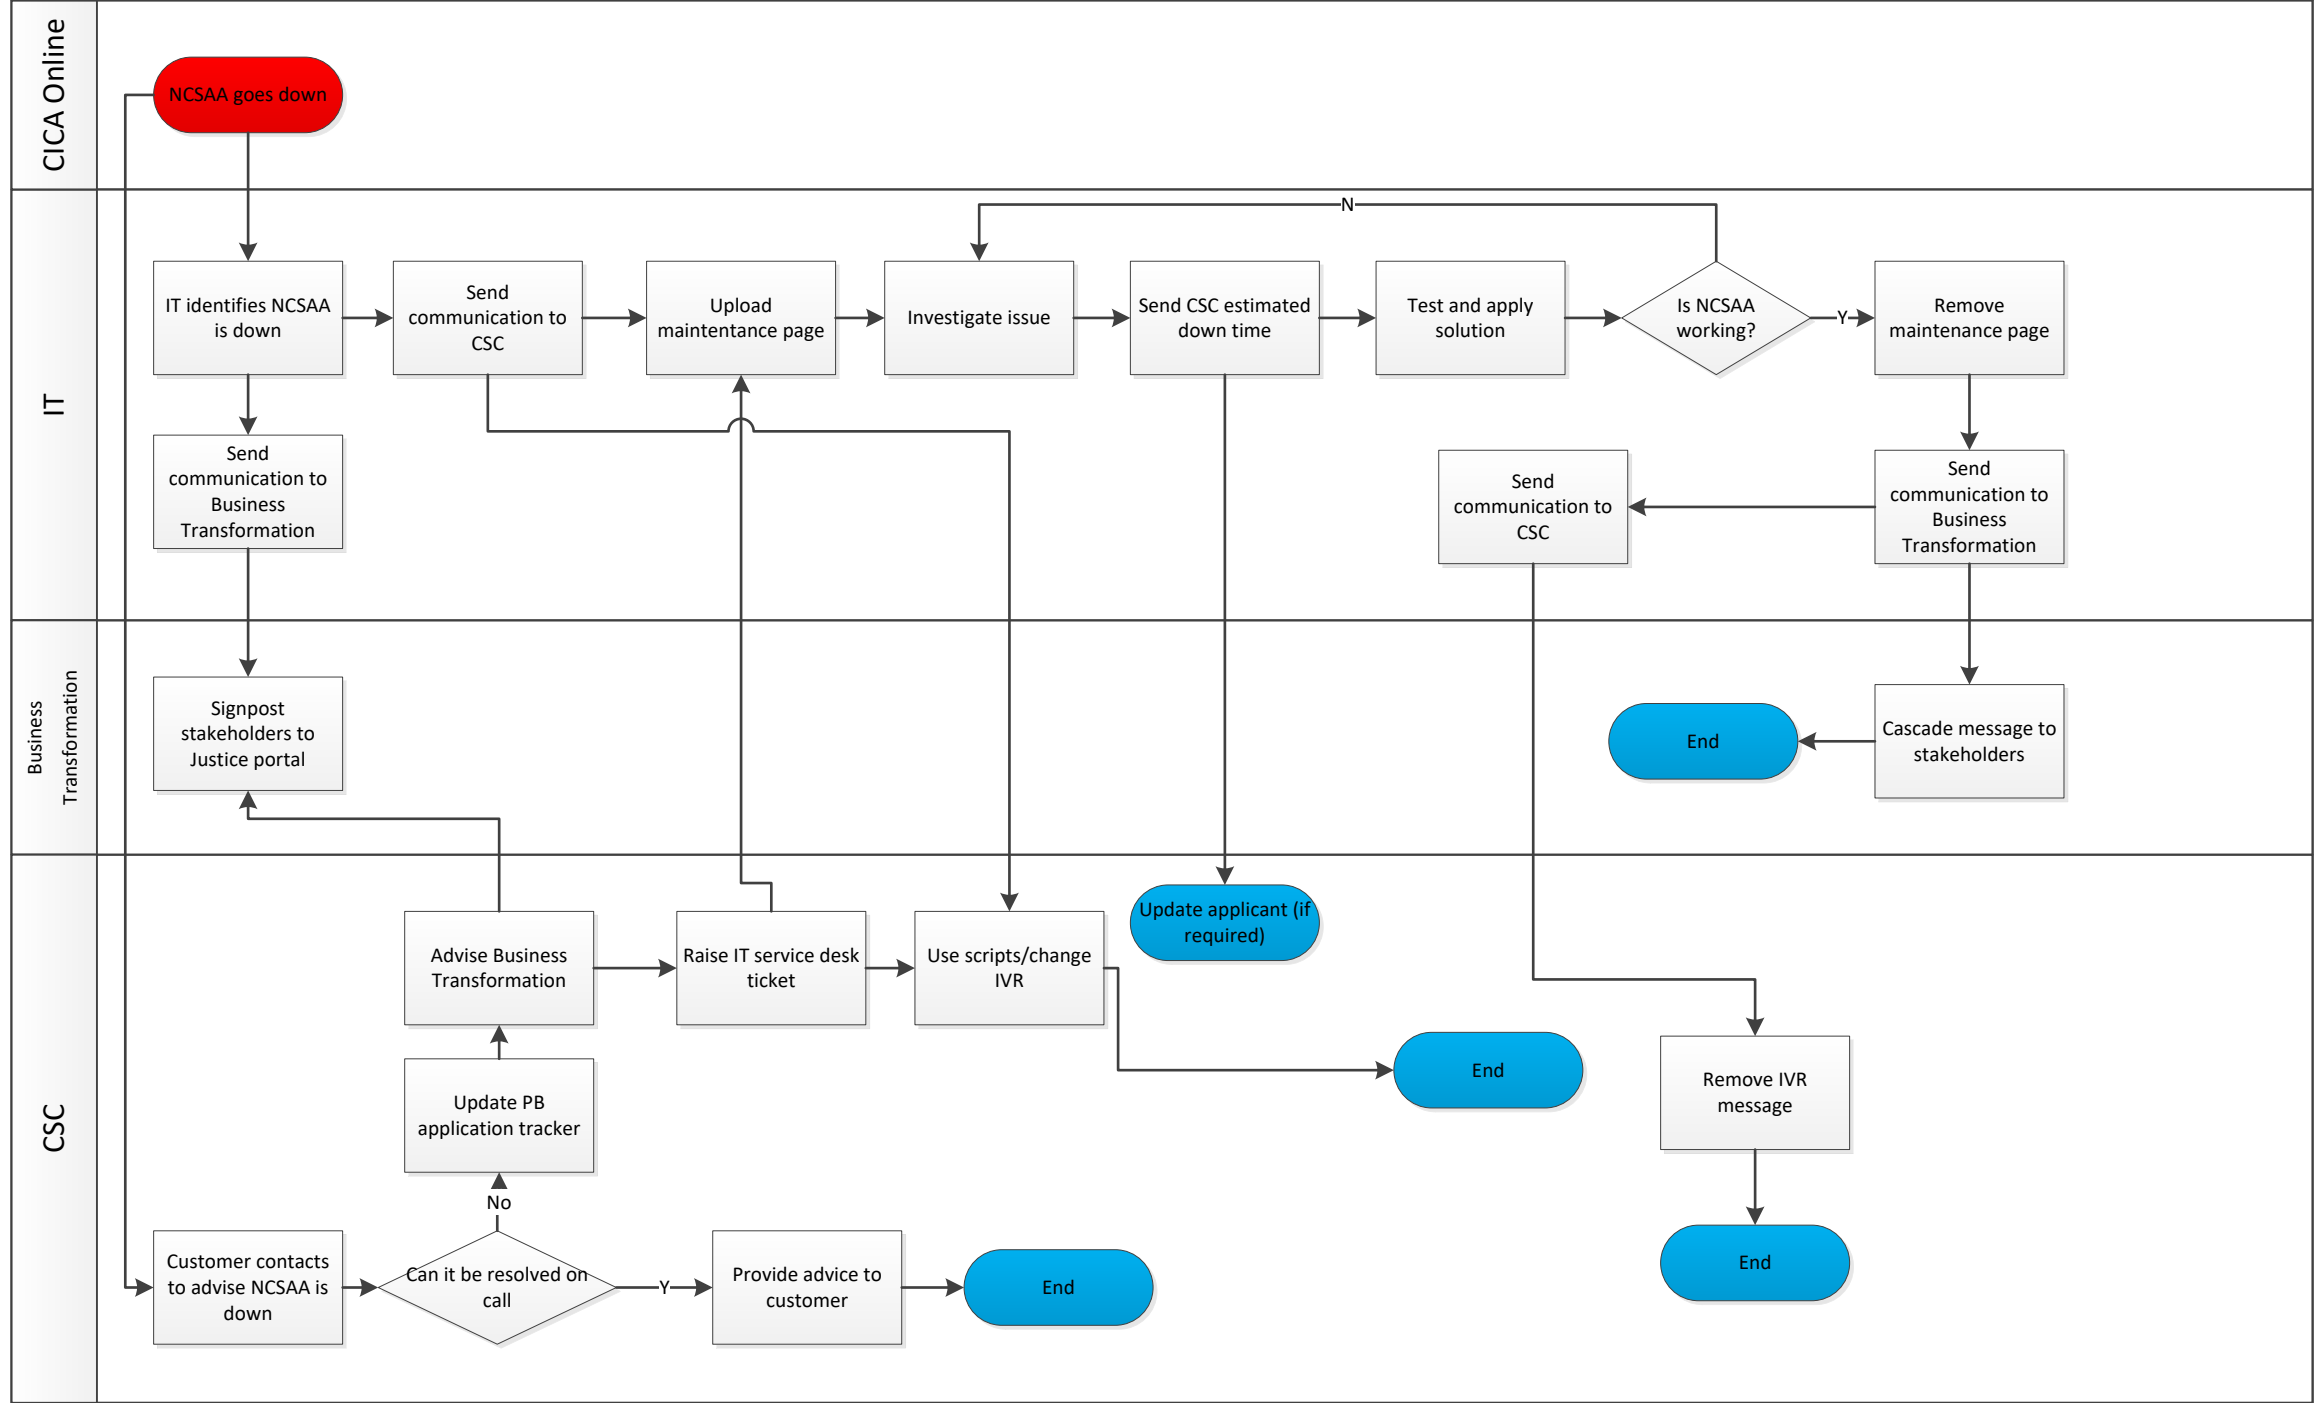 CICA Online
NCSAA goes down
IT
N
IT identifies NCSAA
is down
Send
communication to
CSC
Upload
maintentance page
Investigate issue
Send CSC estimated
down time
Test and apply
solution
Is NCSAA
working?
Y
Remove
maintenance page
Send
communication to
Business
Transformation
Send
communication to
CSC
Send
communication to
Business
Transformation
Business
Transformation
Signpost
stakeholders to
Justice portal
End
Cascade message to
stakeholders
CSC
Advise Business
Transformation
Raise IT service desk
ticket
Use scripts/change
IVR
Update applicant (if
required)
End
Update PB
application tracker
Remove IVR
message
No
Customer contacts
to advise NCSAA is
down
Can it be resolved on
call
Y
Provide advice to
customer
End
End